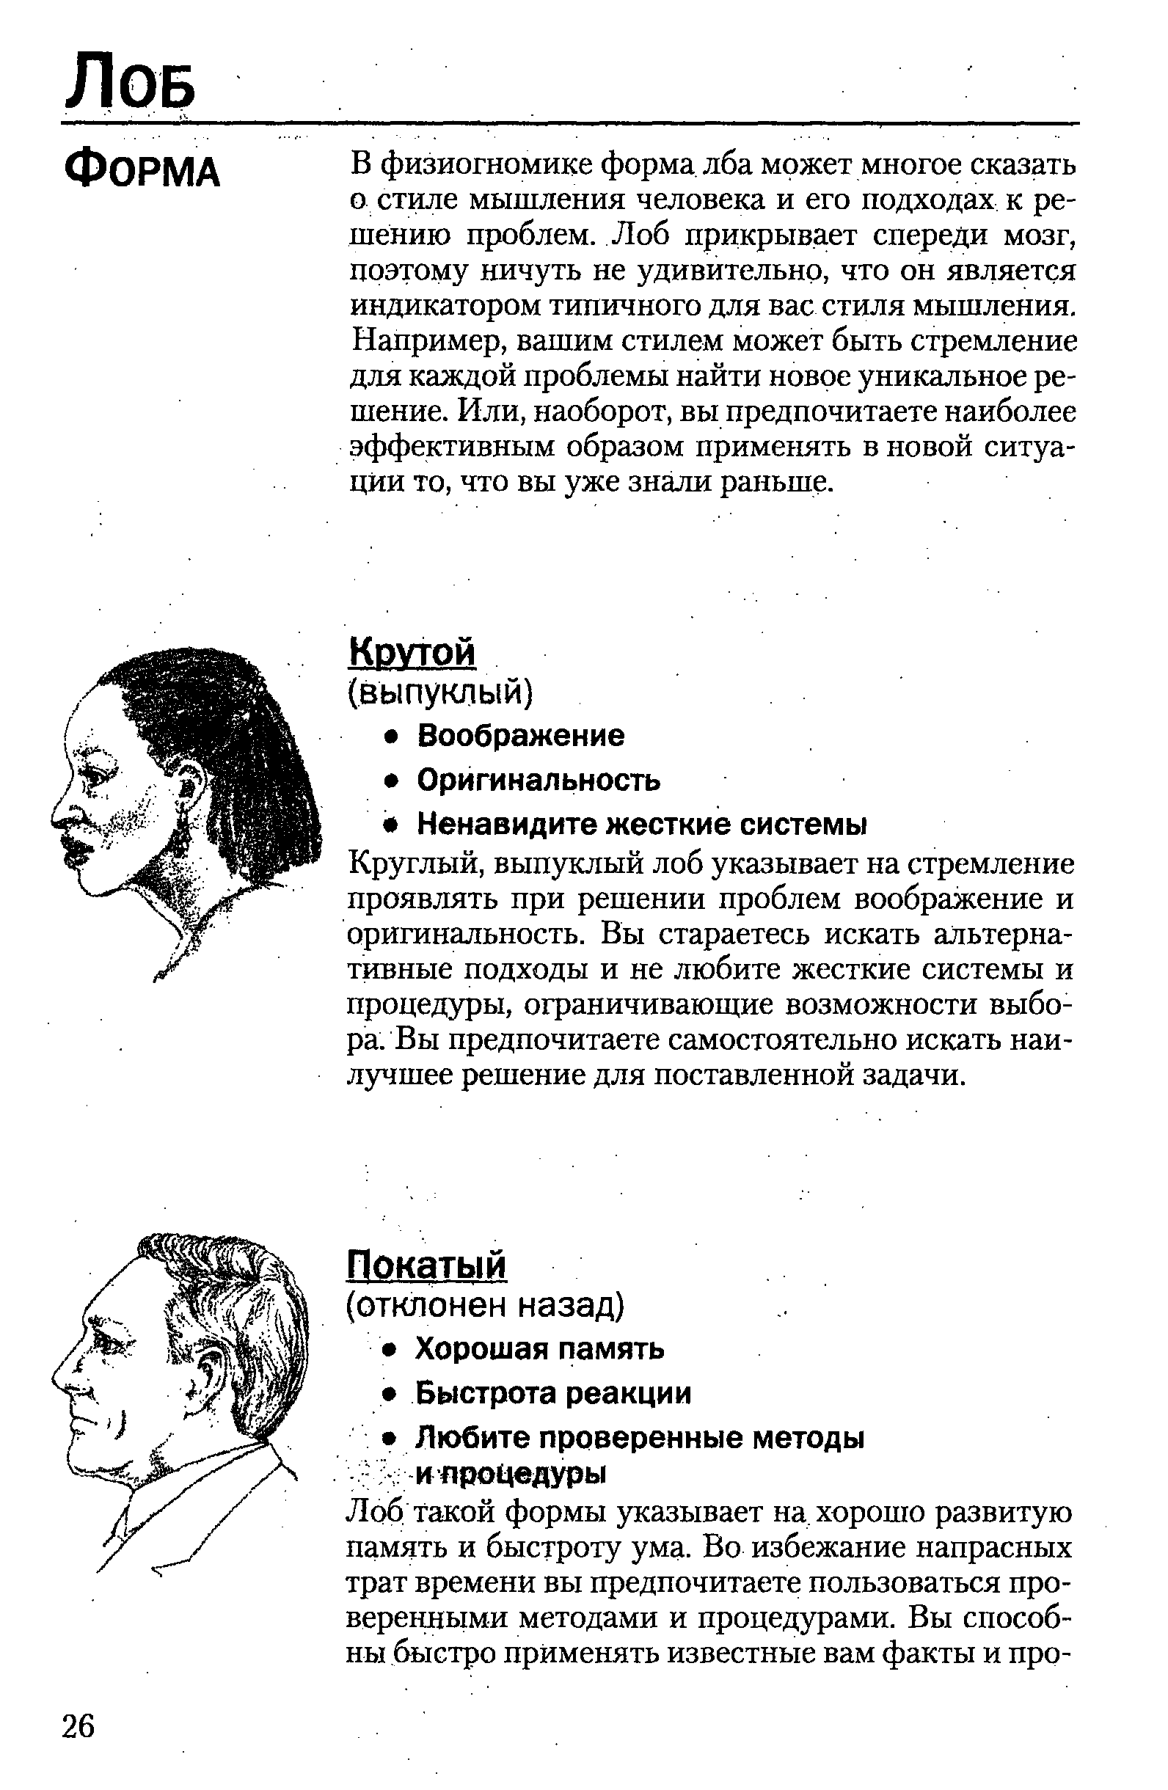 Лоб
Форма
В физиогномике форма лба может многое сказать
о стиле мышления человека и его подходах к ре-
шению проблем. Лоб прикрывает спереди мозг,
поэтому ничуть не удивительно, что он является
индикатором типичного для вас стиля мышления.
Например, вашим стилем может быть стремление
для каждой проблемы найти новое уникальное ре-
шение. Или, наоборот, вы предпочитаете наиболее
эффективным образом применять в новой ситуа-
ции то, что вы уже знали раньше.
Крутой
(выпуклый)
• Воображение
• Оригинальность
• Ненавидите жесткие системы
Круглый, выпуклый лоб указывает на стремление
проявлять при решении проблем воображение и
оригинальность. Вы стараетесь искать альтерна-
тивные подходы и не любите жесткие системы и
процедуры, ограничивающие возможности выбо-
ра. Вы предпочитаете самостоятельно искать наи-
лучшее решение для поставленной задачи.
Покатый
(отклонен назад)
• Хорошая память
• Быстрота реакции
• Любите проверенные методы
и процедуры
Лоб такой формы указывает на хорошо развитую
память и быстроту ума. Во избежание напрасных
трат времени вы предпочитаете пользоваться про-
веренными методами и процедурами. Вы способ-
ны быстро применять известные вам факты и про-
26